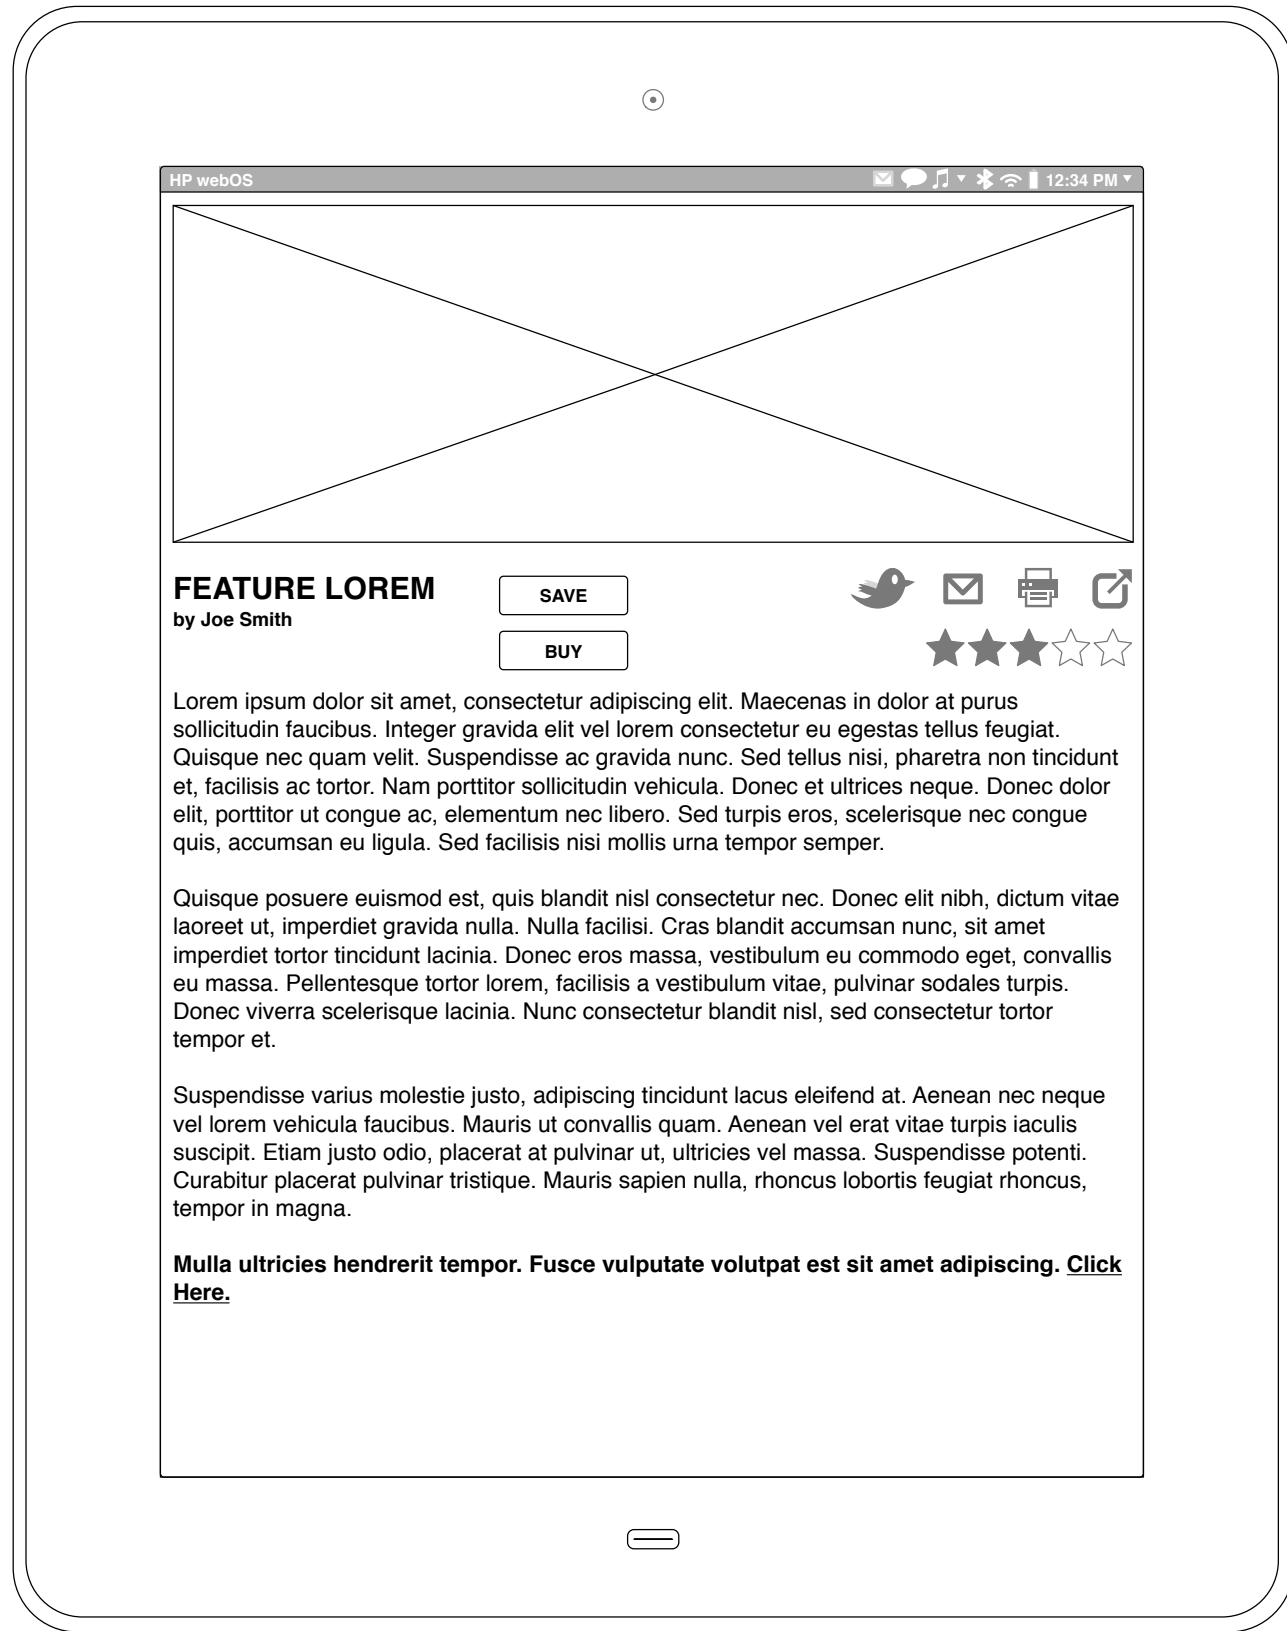 HP webOS
12:34 PM
FEATURE LOREM
by Joe Smith
SAVE
BUY
Lorem ipsum dolor sit amet, consectetur adipiscing elit. Maecenas in dolor at purus
sollicitudin faucibus. Integer gravida elit vel lorem consectetur eu egestas tellus feugiat.
Quisque nec quam velit. Suspendisse ac gravida nunc. Sed tellus nisi, pharetra non tincidunt
et, facilisis ac tortor. Nam porttitor sollicitudin vehicula. Donec et ultrices neque. Donec dolor
elit, porttitor ut congue ac, elementum nec libero. Sed turpis eros, scelerisque nec congue
quis, accumsan eu ligula. Sed facilisis nisi mollis urna tempor semper.
Quisque posuere euismod est, quis blandit nisl consectetur nec. Donec elit nibh, dictum vitae
laoreet ut, imperdiet gravida nulla. Nulla facilisi. Cras blandit accumsan nunc, sit amet
imperdiet tortor tincidunt lacinia. Donec eros massa, vestibulum eu commodo eget, convallis
eu massa. Pellentesque tortor lorem, facilisis a vestibulum vitae, pulvinar sodales turpis.
Donec viverra scelerisque lacinia. Nunc consectetur blandit nisl, sed consectetur tortor
tempor et.
Suspendisse varius molestie justo, adipiscing tincidunt lacus eleifend at. Aenean nec neque
vel lorem vehicula faucibus. Mauris ut convallis quam. Aenean vel erat vitae turpis iaculis
suscipit. Etiam justo odio, placerat at pulvinar ut, ultricies vel massa. Suspendisse potenti.
Curabitur placerat pulvinar tristique. Mauris sapien nulla, rhoncus lobortis feugiat rhoncus,
tempor in magna.
Mulla ultricies hendrerit tempor. Fusce vulputate volutpat est sit amet adipiscing. Click
Here.